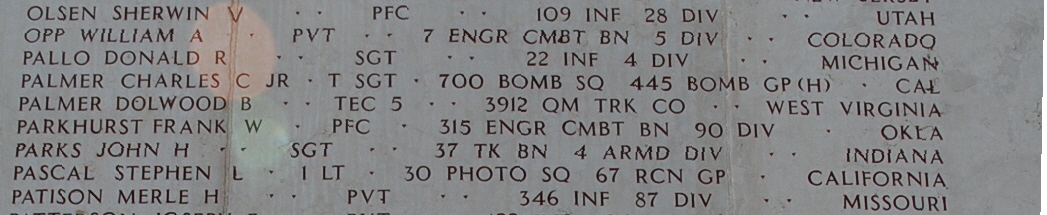 OLSEN SHERWIN V · · PFC · · 109 INF 28 DIV · · UTAH
OPP WILLIAM A · · PVT · · 7 ENGR CMBT BN 5 DIV · · COLORADO
PALLO DONALD R · · SGT · · 22 INF 4 DIV · · MICHIGAN
PALMER CHARLES C JR · T SGT · 700 BOMB SQ 445 BOMB GP(H) · CAL
PALMER DOLWOOD B · · TEC 5 · · 3912 QM TRK CO · · WEST VIRGINIA
PARKHURST FRANK W · PFC · 315 ENGR CMBT BN 90 DIV · OKLA
PARKS JOHN H · · SGT · · 37 TK BN 4 ARMD DIV · · INDIANA
PASCAL STEPHEN L · 1 LT · 30 PHOTO SQ 67 RCN GP · CALIFORNIA
PATISON MERLE H · · PVT · · 346 INF 87 DIV · · MISSOURI